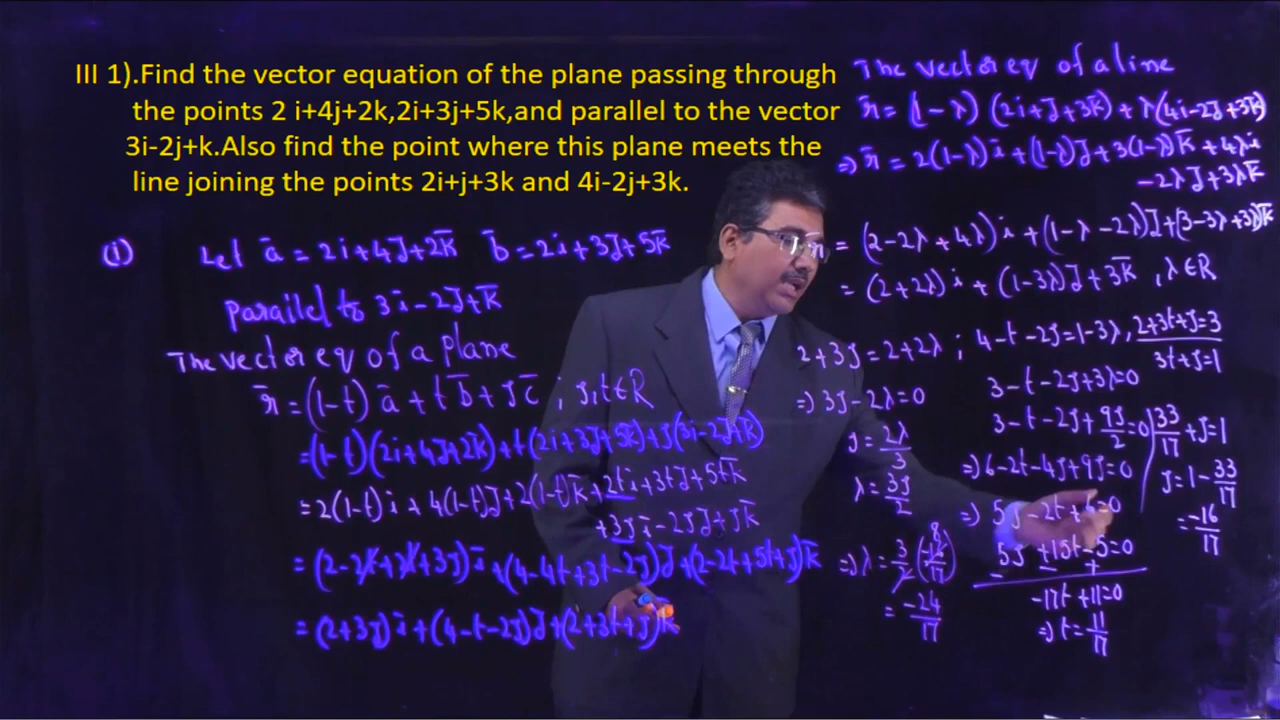 III 1).Find the vector equation of the plane passing through
the points 2 i+4j+2k,2i+3j+5k,and parallel to the vector
3i-2j+k.Also find the point where this plane meets the
line joining the points 2i+j+3k and 4i-2j+3k.
(i) Let a̅ = 2i+4J+2k̅ b̅ = 2i+3J+5k̅
Parallel to 3i-2J+k̅
The vector eq of a Plane
r̅ = (1-t) a̅ + t b̅ + s c̅ ; s,t ∈ R
= (1-t)(2i+4J+2k)+t(2i+3J+5k)+s(3i-2J+k̅)
= 2(1-t)i + 4(1-t)J+2(1-t)k̅+2ti+3tJ+5tk̅
+3si-2sJ+sk̅
= (2-2t+2t+3s)i+(4-4t+3t-2s)J+(2-2t+5t+s)k̅
= (2+3s)i+(4-t-2s)J+(2+3t+s)k
The vector eq of a line
r̅ = (1-λ) (2i+J+3k̅)+λ(4i-2J+3k̅)
⇒ r̅ = 2(1-λ)i+(1-λ)J+3(1-λ)k̅+4λi
-2λJ+3λk̅
= (2-2λ+4λ)i+(1-λ-2λ)J+(3-3λ+3λ)k̅
= (2+2λ)i+(1-3λ)J+3k̅ , λ∈R
2+3s=2+2λ ; 4-t-2s=1-3λ, 2+3t+s=3
3t+s=1
⇒ 3s-2λ=0
s=2λ/3
λ=3s/2
3-t-2s+3λ=0
3-t-2s+9s/2=0
⇒ 6-2t-4s+9s=0
⇒ 5s-2t+6=0
5s+15t-5=0
-17t+11=0
⇒ t=11/17
33/17+s=1
s=1-33/17
=-16/17
=-24/17